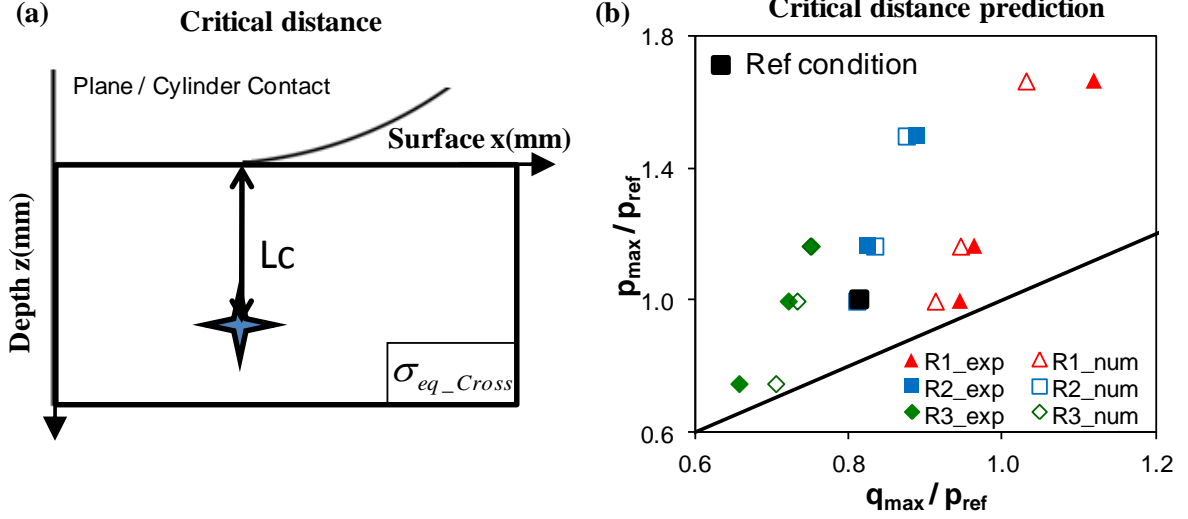 (a)
Critical distance
Plane / Cylinder Contact
Surface x(mm)
Depth z(mm)
Lc
σeq_Cross
(b)
Critical distance prediction
1.8
1.4
1.0
0.6
pmax / pref
Ref condition
R1_exp R1_num
R2_exp R2_num
R3_exp R3_num
0.6 0.8 1.0 1.2
qmax / pref